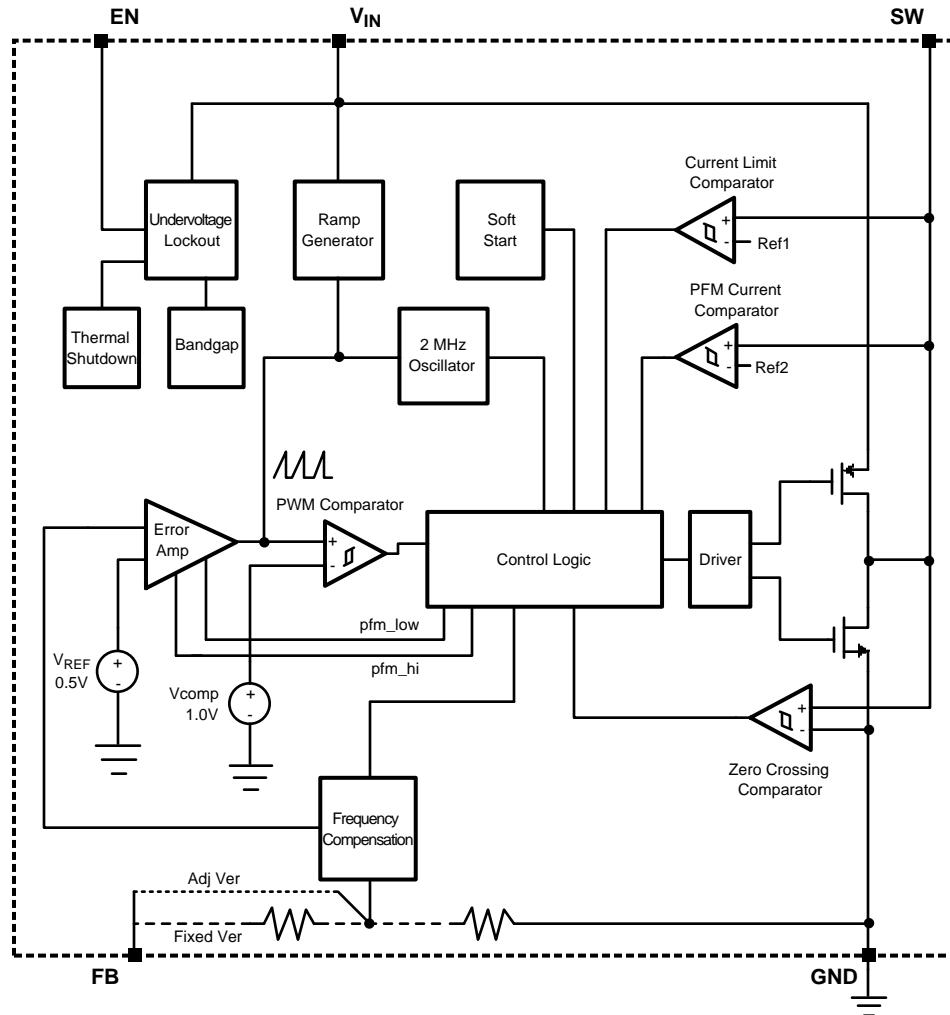 EN
VIN
SW
Current Limit
Comparator
+
-
Ref1
Undervoltage
Lockout
Ramp
Generator
Soft
Start
PFM Current
Comparator
+
-
Ref2
Thermal
Shutdown
Bandgap
2 MHz
Oscillator
PWM Comparator
Error
Amp
+
-
Control Logic
Driver
pfm_low
pfm_hi
VREF
0.5V
+
-
Vcomp
1.0V
+
-
+
-
Zero Crossing
Comparator
Frequency
Compensation
Adj Ver
Fixed Ver
FB
GND